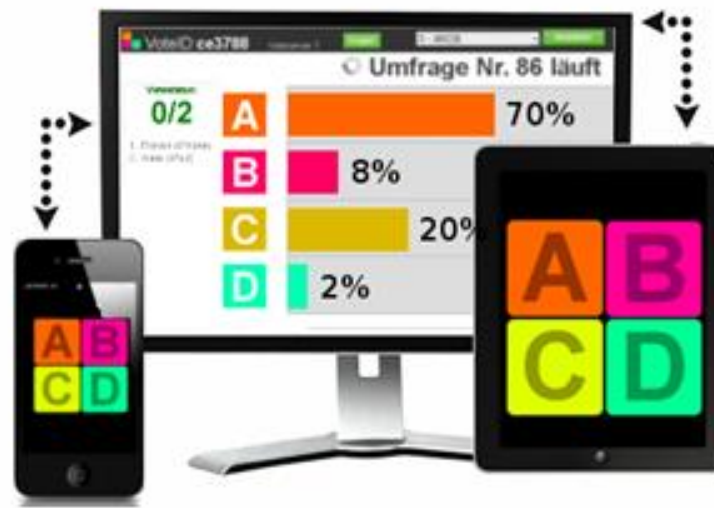 VoteID ce3788
Umfrage Nr. 86 läuft
0/2
A 70%
B 8%
C 20%
D 2%
A B
C D
A B
C D